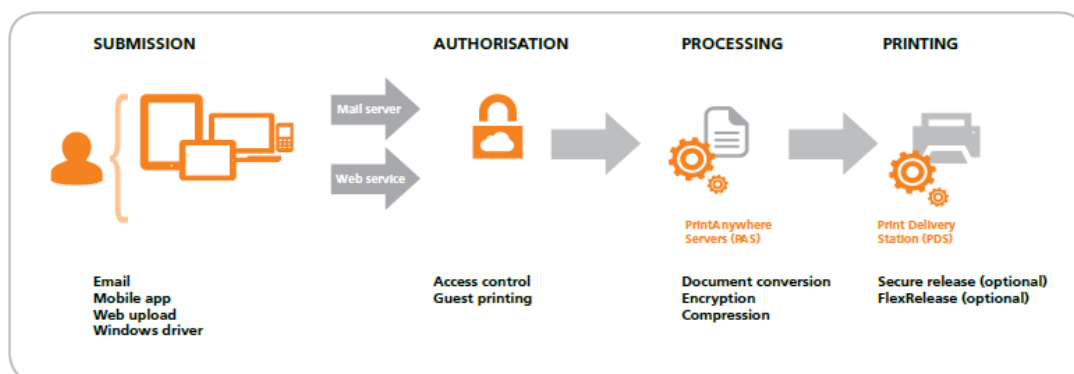 SUBMISSION
AUTHORISATION
PROCESSING
PRINTING
Mail server
Web service
PrintAnywhere
Servers (PAS)
Print Delivery
Station (PDS)
Email
Mobile app
Web upload
Windows driver
Access control
Guest printing
Document conversion
Encryption
Compression
Secure release (optional)
FlexRelease (optional)